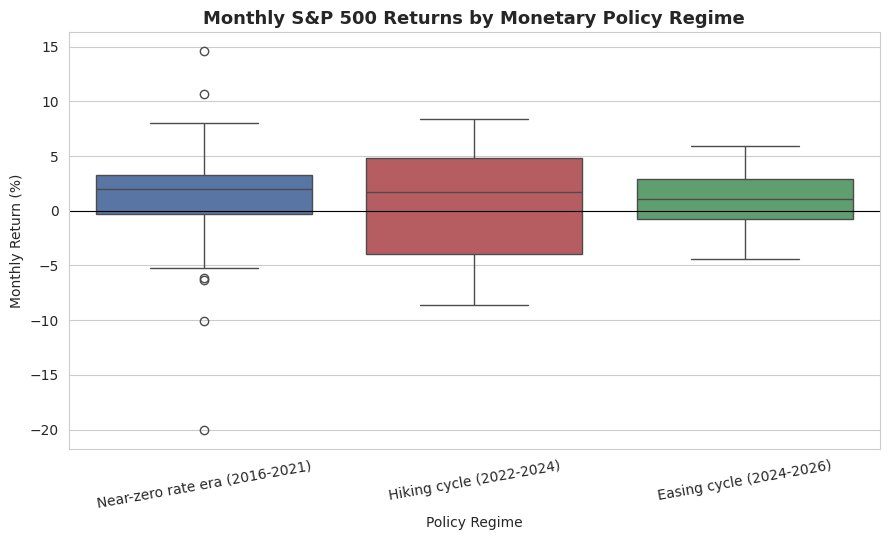 Monthly S&P 500 Returns by Monetary Policy Regime
Monthly Return (%)
15
10
5
0
−5
−10
−15
−20
Near-zero rate era (2016-2021)
Hiking cycle (2022-2024)
Easing cycle (2024-2026)
Policy Regime